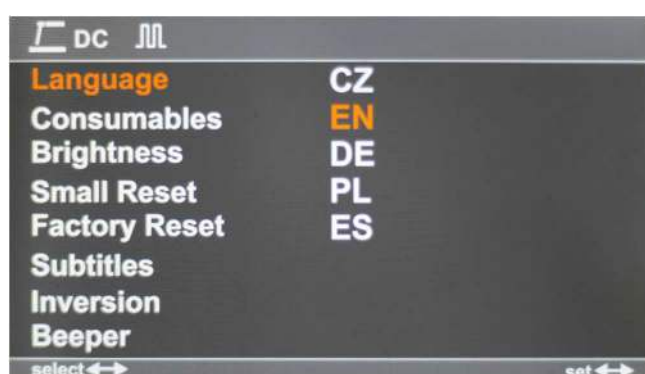 DC
Language CZ
Consumables EN
Brightness DE
Small Reset PL
Factory Reset ES
Subtitles
Inversion
Beeper
select set